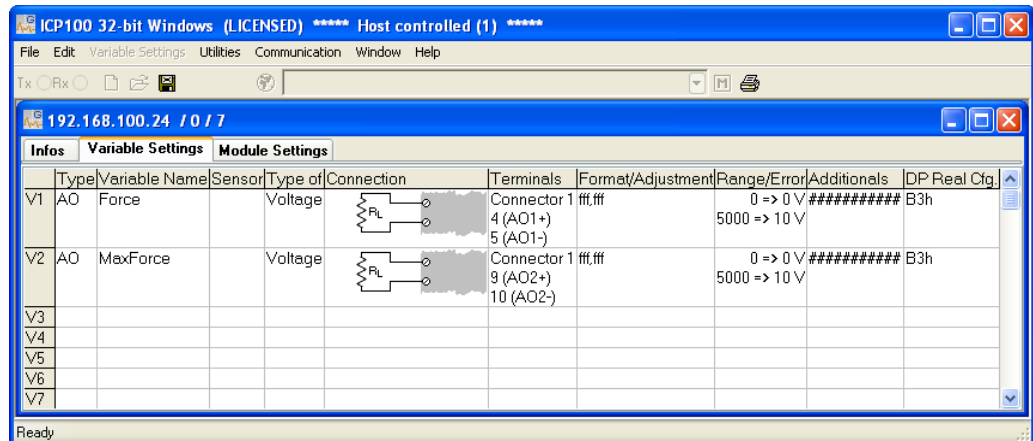 ICP100 32-bit Windows (LICENSED) ***** Host controlled (1) *****
File Edit Variable Settings Utilities Communication Window Help
Tx Rx M
192.168.100.24 / 0 / 7
Infos Variable Settings Module Settings
Type Variable Name Sensor Type of Connection Terminals Format/Adjustment Range/Error Additionals DP Real Cfg.
V1 AO Force Voltage RL Connector 1 fff,fff 0 => 0 V ########### B3h
4 (AO1+) 5000 => 10 V
5 (AO1-)
V2 AO MaxForce Voltage RL Connector 1 fff,fff 0 => 0 V ########### B3h
9 (AO2+) 5000 => 10 V
10 (AO2-)
V3
V4
V5
V6
V7
Ready